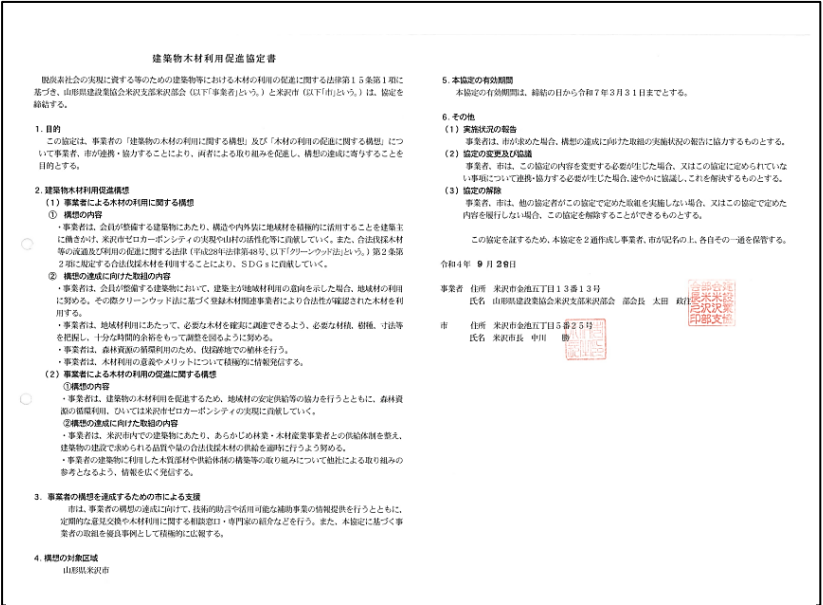 建築物木材利用促進協定書
脱炭素社会の実現に資する等のための建築物等における木材の利用の促進に関する法律第15条第1項に
基づき、山形県建設業協会米沢支部米沢部会（以下「事業者」という。）と米沢市（以下「市」という。）は、協定を
締結する。
1.目的
この協定は、事業者の「建築物の木材の利用に関する構想」及び「木材の利用の促進に関する構想」につ
いて事業者、市が連携・協力することにより、両者による取り組みを促進し、構想の達成に寄与することを
目的とする。
2.建築物木材利用促進構想
（1）事業者による木材の利用に関する構想
① 構想の内容
・事業者は、会員が整備する建築物にあたり、構造や内外装に地域材を積極的に活用することを建築主
に働きかけ、米沢市ゼロカーボンシティの実現や山村の活性化等に貢献していく。また、合法伐採木材
等の流通及び利用の促進に関する法律（平成28年法律第48号、以下「クリーンウッド法」という。）第2条第
2項に規定する合法伐採木材を利用することにより、SDGsに貢献していく。
② 構想の達成に向けた取組の内容
・事業者は、会員が整備する建築物において、建築主が地域材利用の意向を示した場合、地域材の利用
に努める。その際クリーンウッド法に基づく登録木材関連事業者により合法性が確認された木材を利
用する。
・事業者は、地域材利用にあたって、必要な木材を確実に調達できるよう、必要な材積、樹種、寸法等
を把握し、十分な時間的余裕をもって調整を図るように努める。
・事業者は、森林資源の循環利用のため、伐採跡地での植林を行う。
・事業者は、木材利用の意義やメリットについて積極的に情報発信する。
（2）事業者による木材の利用の促進に関する構想
①構想の内容
・事業者は、建築物の木材利用を促進するため、地域材の安定供給等の協力を行うとともに、森林資
源の循環利用、ひいては米沢市ゼロカーボンシティの実現に貢献していく。
②構想の達成に向けた取組の内容
・事業者は、米沢市内での建築物にあたり、あらかじめ林業・木材産業事業者との供給体制を整え、
建築物の建設で求められる品質や量の合法伐採木材の供給を適時に行うよう努める。
・事業者は、建築物に利用した木質部材や供給体制の構築等の取り組みについて他社による取り組みの
参考となるよう、情報を広く発信する。
3．事業者の構想を達成するための市による支援
市は、事業者の構想の達成に向けて、技術的助言や活用可能な補助事業の情報提供を行うとともに、
定期的な意見交換や木材利用に関する相談窓口・専門家の紹介などを行う。また、本協定に基づく事
業者の取組を優良事例として積極的に広報する。
4.構想の対象区域
山形県米沢市
5.本協定の有効期間
本協定の有効期間は、締結の日から令和7年3月31日までとする。
6.その他
（1）実施状況の報告
事業者は、市が求めた場合、構想の達成に向けた取組の実施状況の報告に協力するものとする。
（2）協定の変更及び協議
事業者、市は、この協定の内容を変更する必要が生じた場合、又はこの協定に定められていな
い事項について連携・協力する必要が生じた場合、速やかに協議し、これを解決するものとする。
（3）協定の解除
事業者、市は、他の協定者がこの協定で定めた取組を実施しない場合、又はこの協定で定めた
内容を履行しない場合、この協定を解除することができるものとする。
この協定を証するため、本協定を2通作成し事業者、市が記名の上、各自その一通を保管する。
令和4年 9月28日
事業者 住所 米沢市金池五丁目13番13号
氏名 山形県建設業協会米沢支部米沢部会 部会長 太田 政
市 住所 米沢市金池五丁目5番25号
氏名 米沢市長 中川 勝